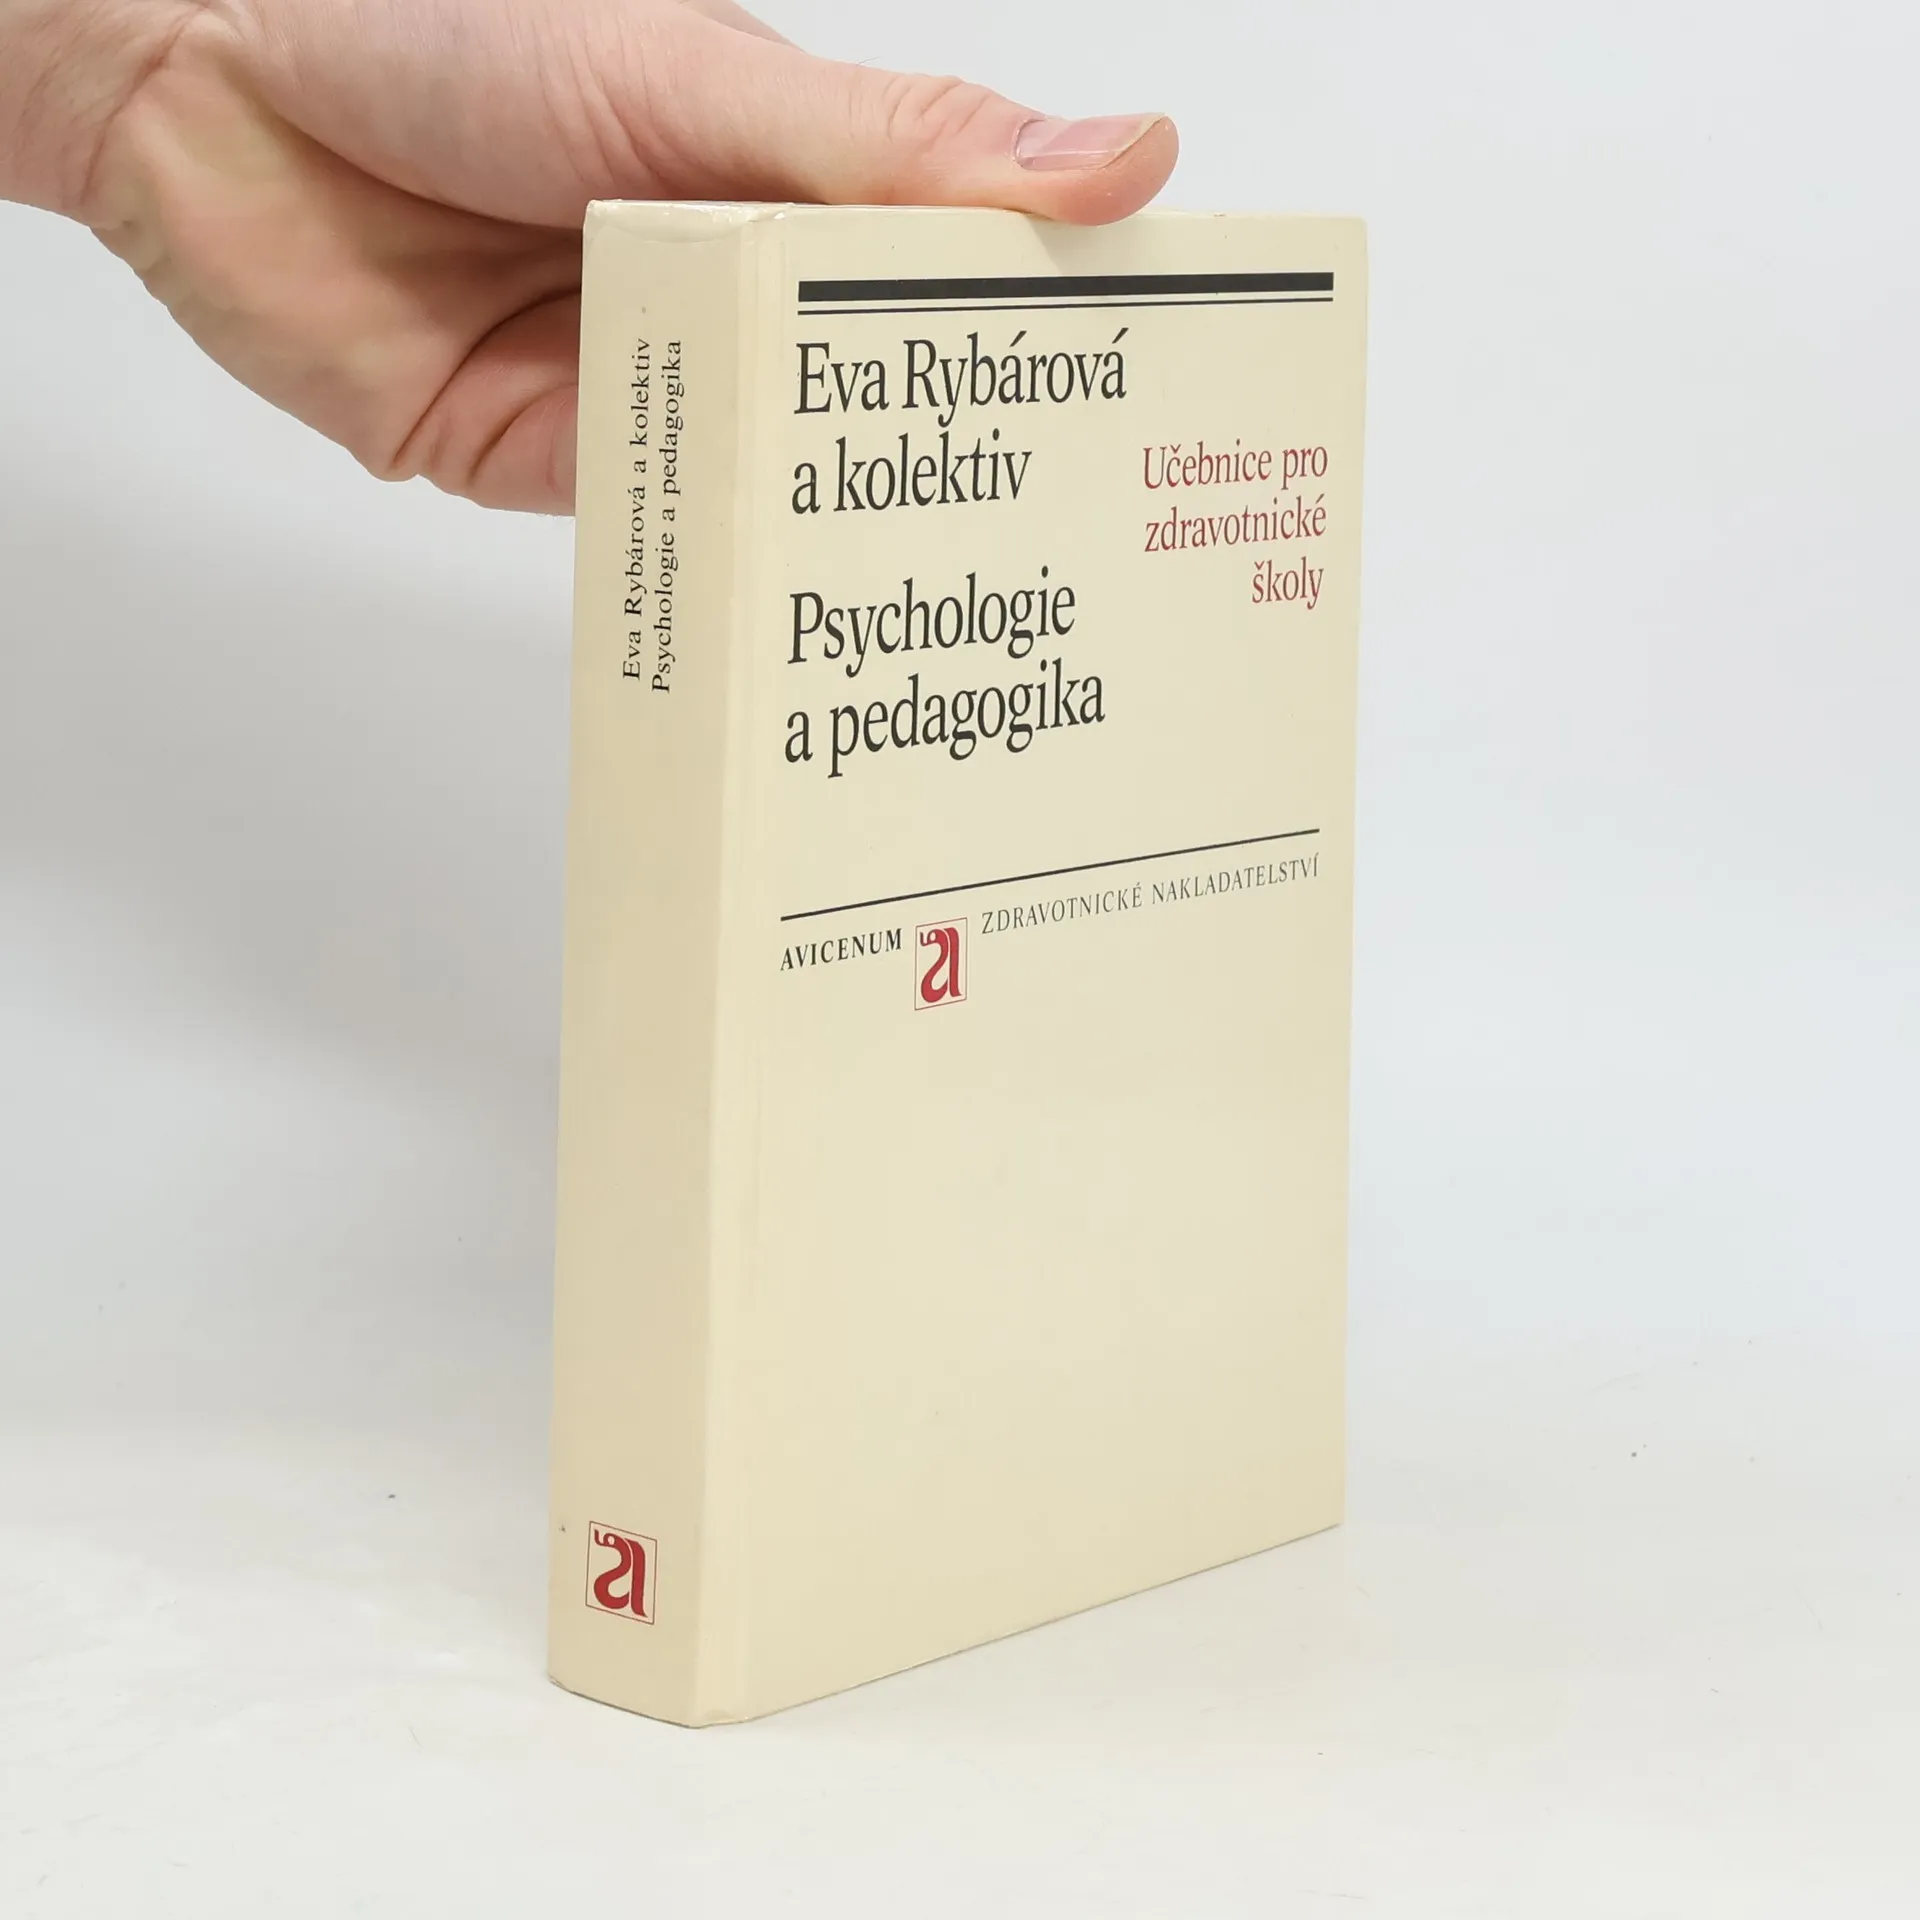 Eva Rybárová a kolektiv
Psychologie a pedagogika
Eva Rybárová
a kolektiv
Učebnice pro
zdravotnické
školy
Psychologie
a pedagogika
AVICENUM
ZDRAVOTNICKÉ NAKLADATELSTVÍ